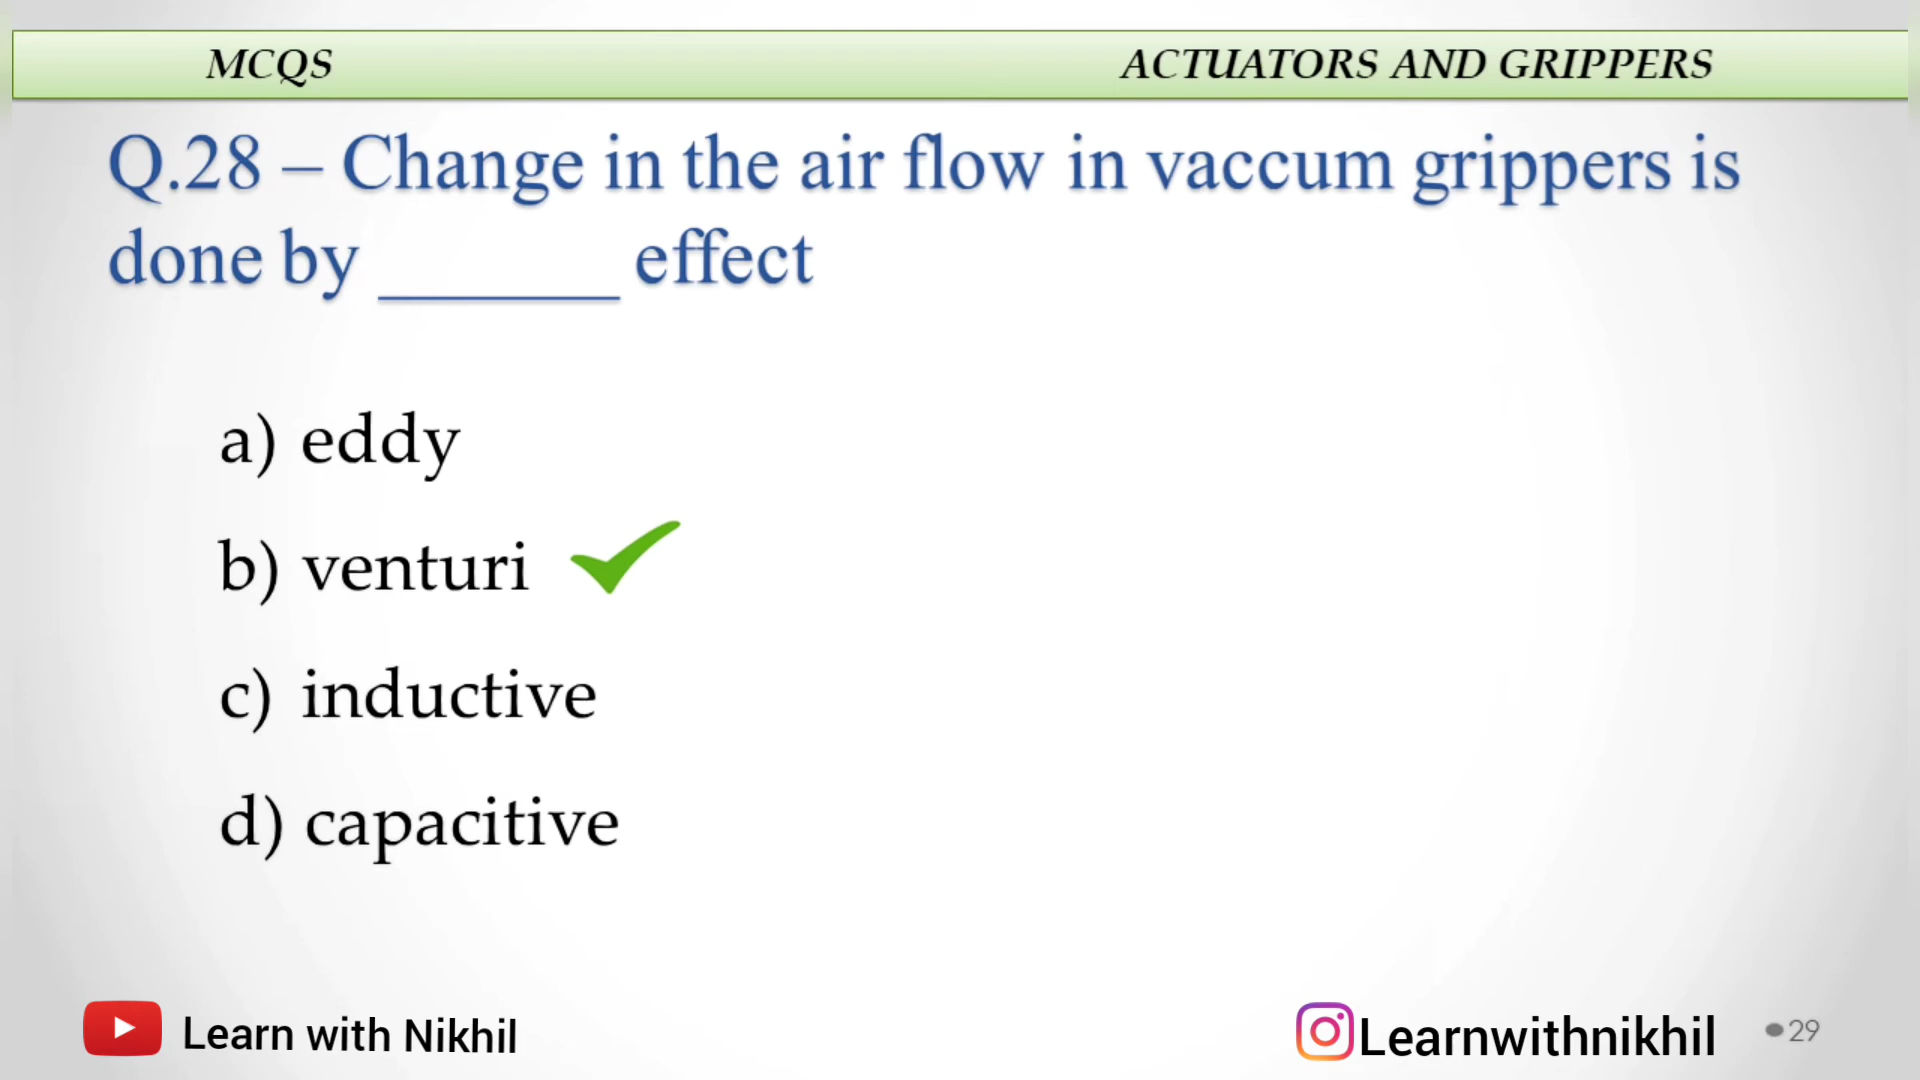 MCQS ACTUATORS AND GRIPPERS
Q.28 – Change in the air flow in vaccum grippers is
done by _______ effect
a) eddy
b) venturi
c) inductive
d) capacitive
Learn with Nikhil Learnwithnikhil 29